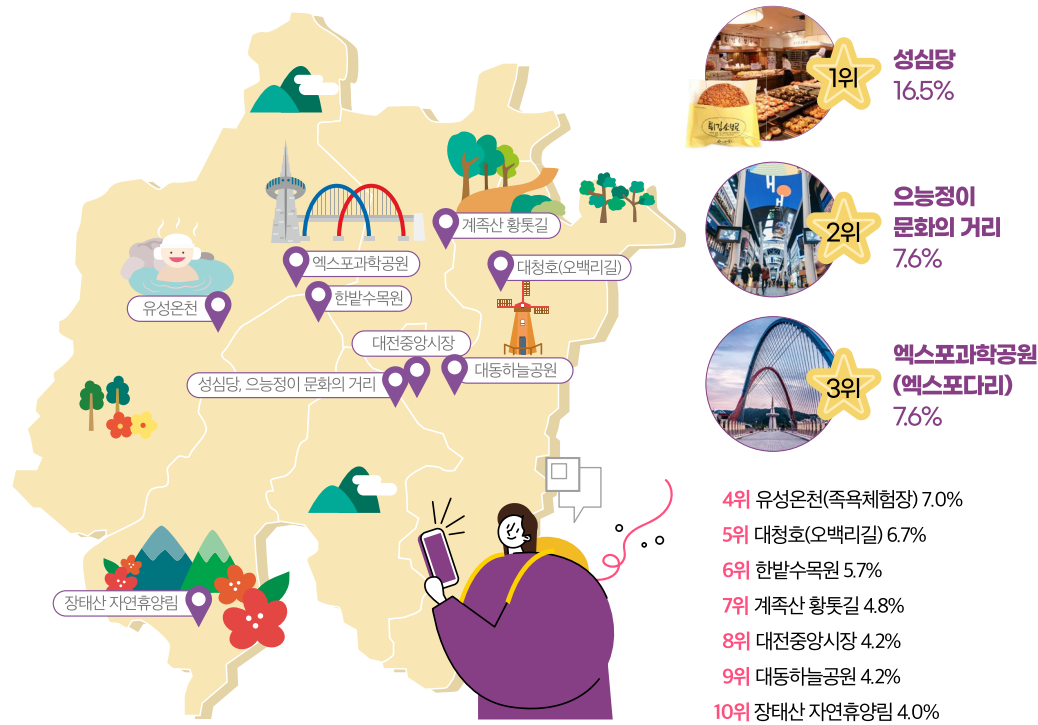 계족산 황톳길
엑스포과학공원
대청호(오백리길)
한밭수목원
유성온천
대전중앙시장
대동하늘공원
성심당, 으능정이 문화의 거리
장태산 자연휴양림
튀김소보로
1위
성심당
16.5%
2위
으능정이
문화의 거리
7.6%
3위
엑스포과학공원
(엑스포다리)
7.6%
4위 유성온천(족욕체험장) 7.0%
5위 대청호(오백리길) 6.7%
6위 한밭수목원 5.7%
7위 계족산 황톳길 4.8%
8위 대전중앙시장 4.2%
9위 대동하늘공원 4.2%
10위 장태산 자연휴양림 4.0%